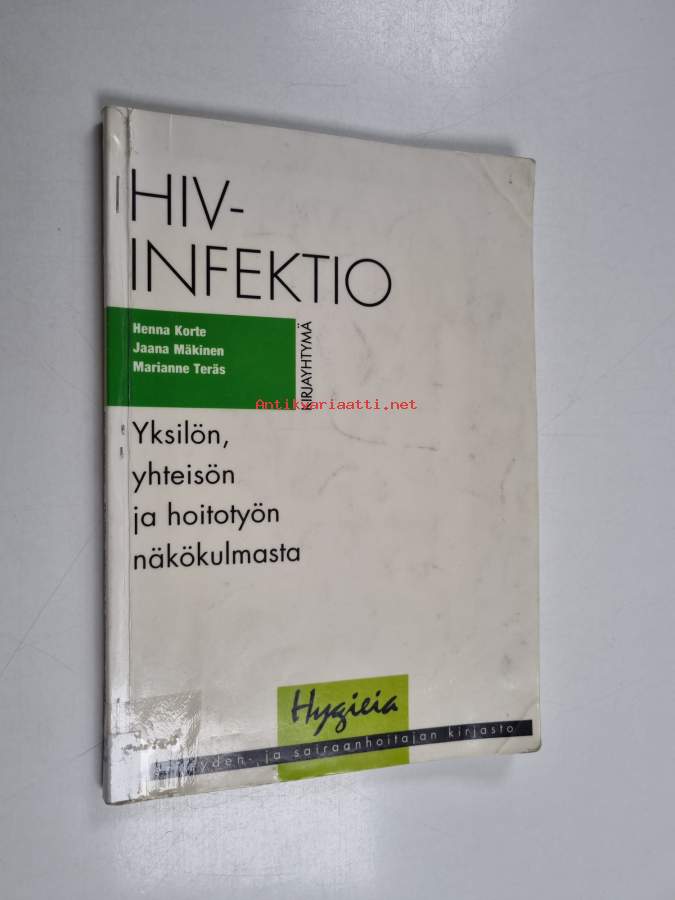 HIV-
INFEKTIO
Henna Korte
Jaana Mäkinen
Marianne Teräs
KIRJAYHTYMÄ
Antikvariaatti.net
Yksilön,
yhteisön
ja hoitotyön
näkökulmasta
Hygieia
ja sairaanhoitajan kirjasto